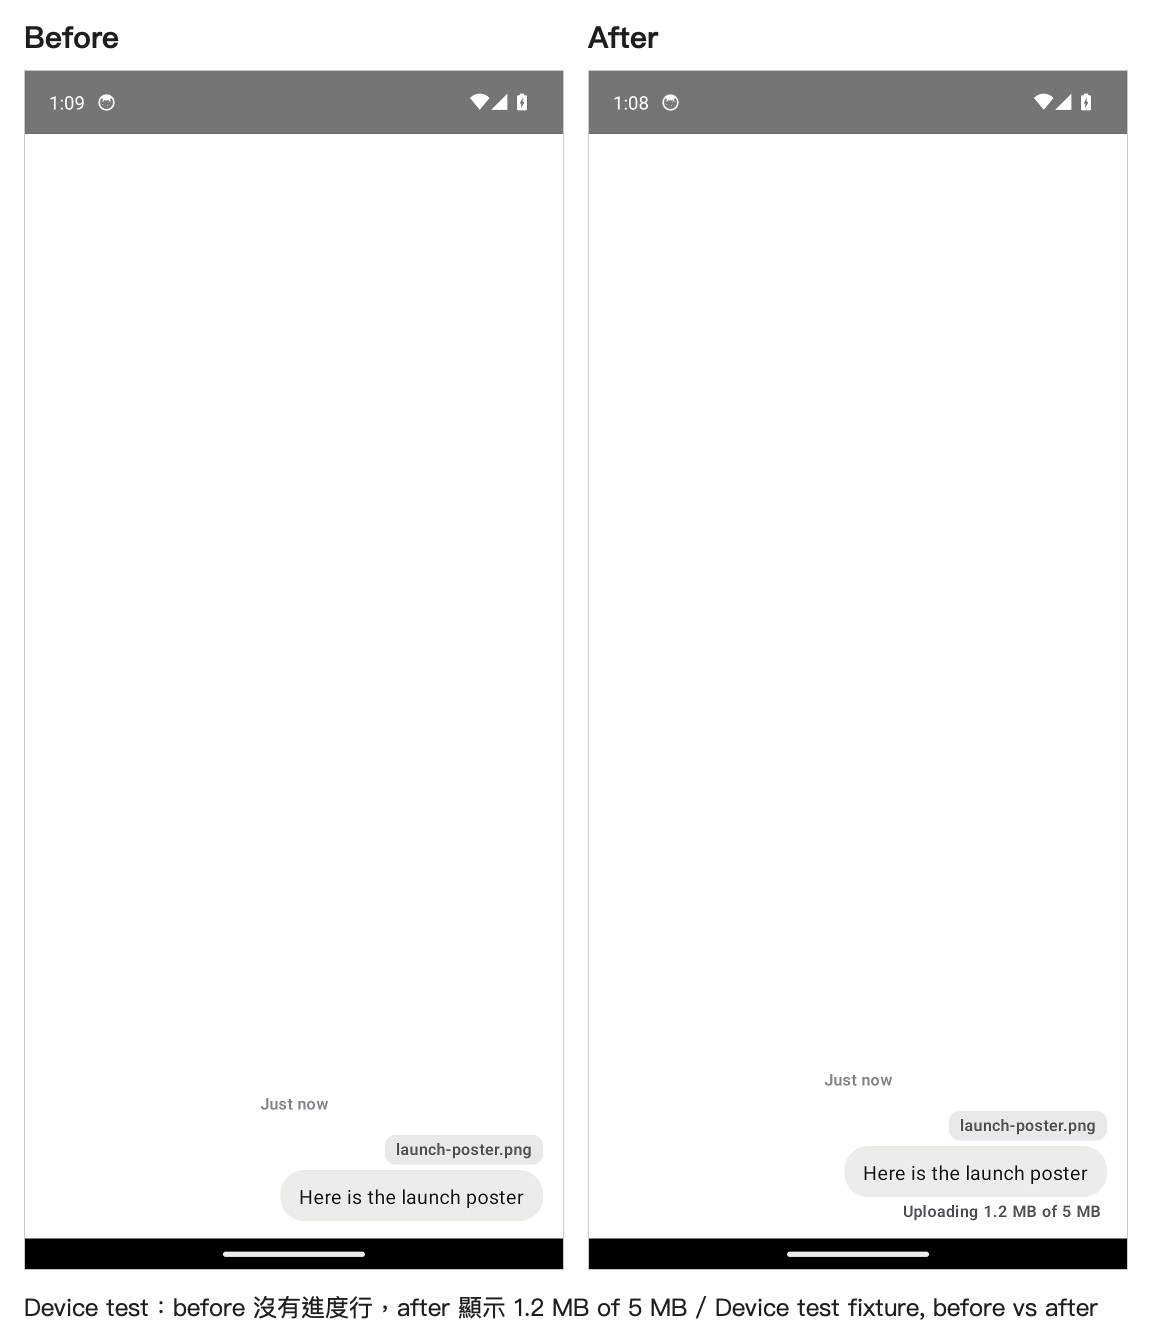 Before
After
1:09
1:08
Just now
launch-poster.png
Here is the launch poster
Just now
launch-poster.png
Here is the launch poster
Uploading 1.2 MB of 5 MB
Device test：before 沒有進度行，after 顯示 1.2 MB of 5 MB / Device test fixture, before vs after